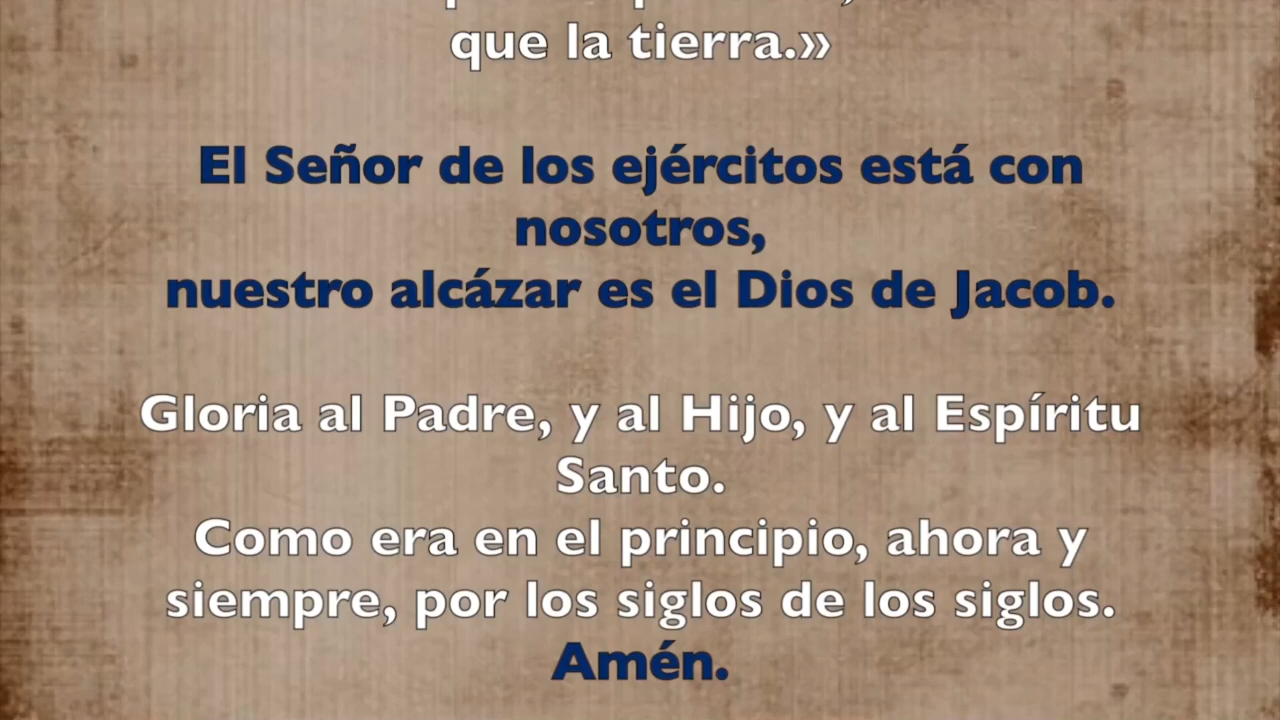 que la tierra.»
El Señor de los ejércitos está con
nosotros,
nuestro alcázar es el Dios de Jacob.
Gloria al Padre, y al Hijo, y al Espíritu
Santo.
Como era en el principio, ahora y
siempre, por los siglos de los siglos.
Amén.